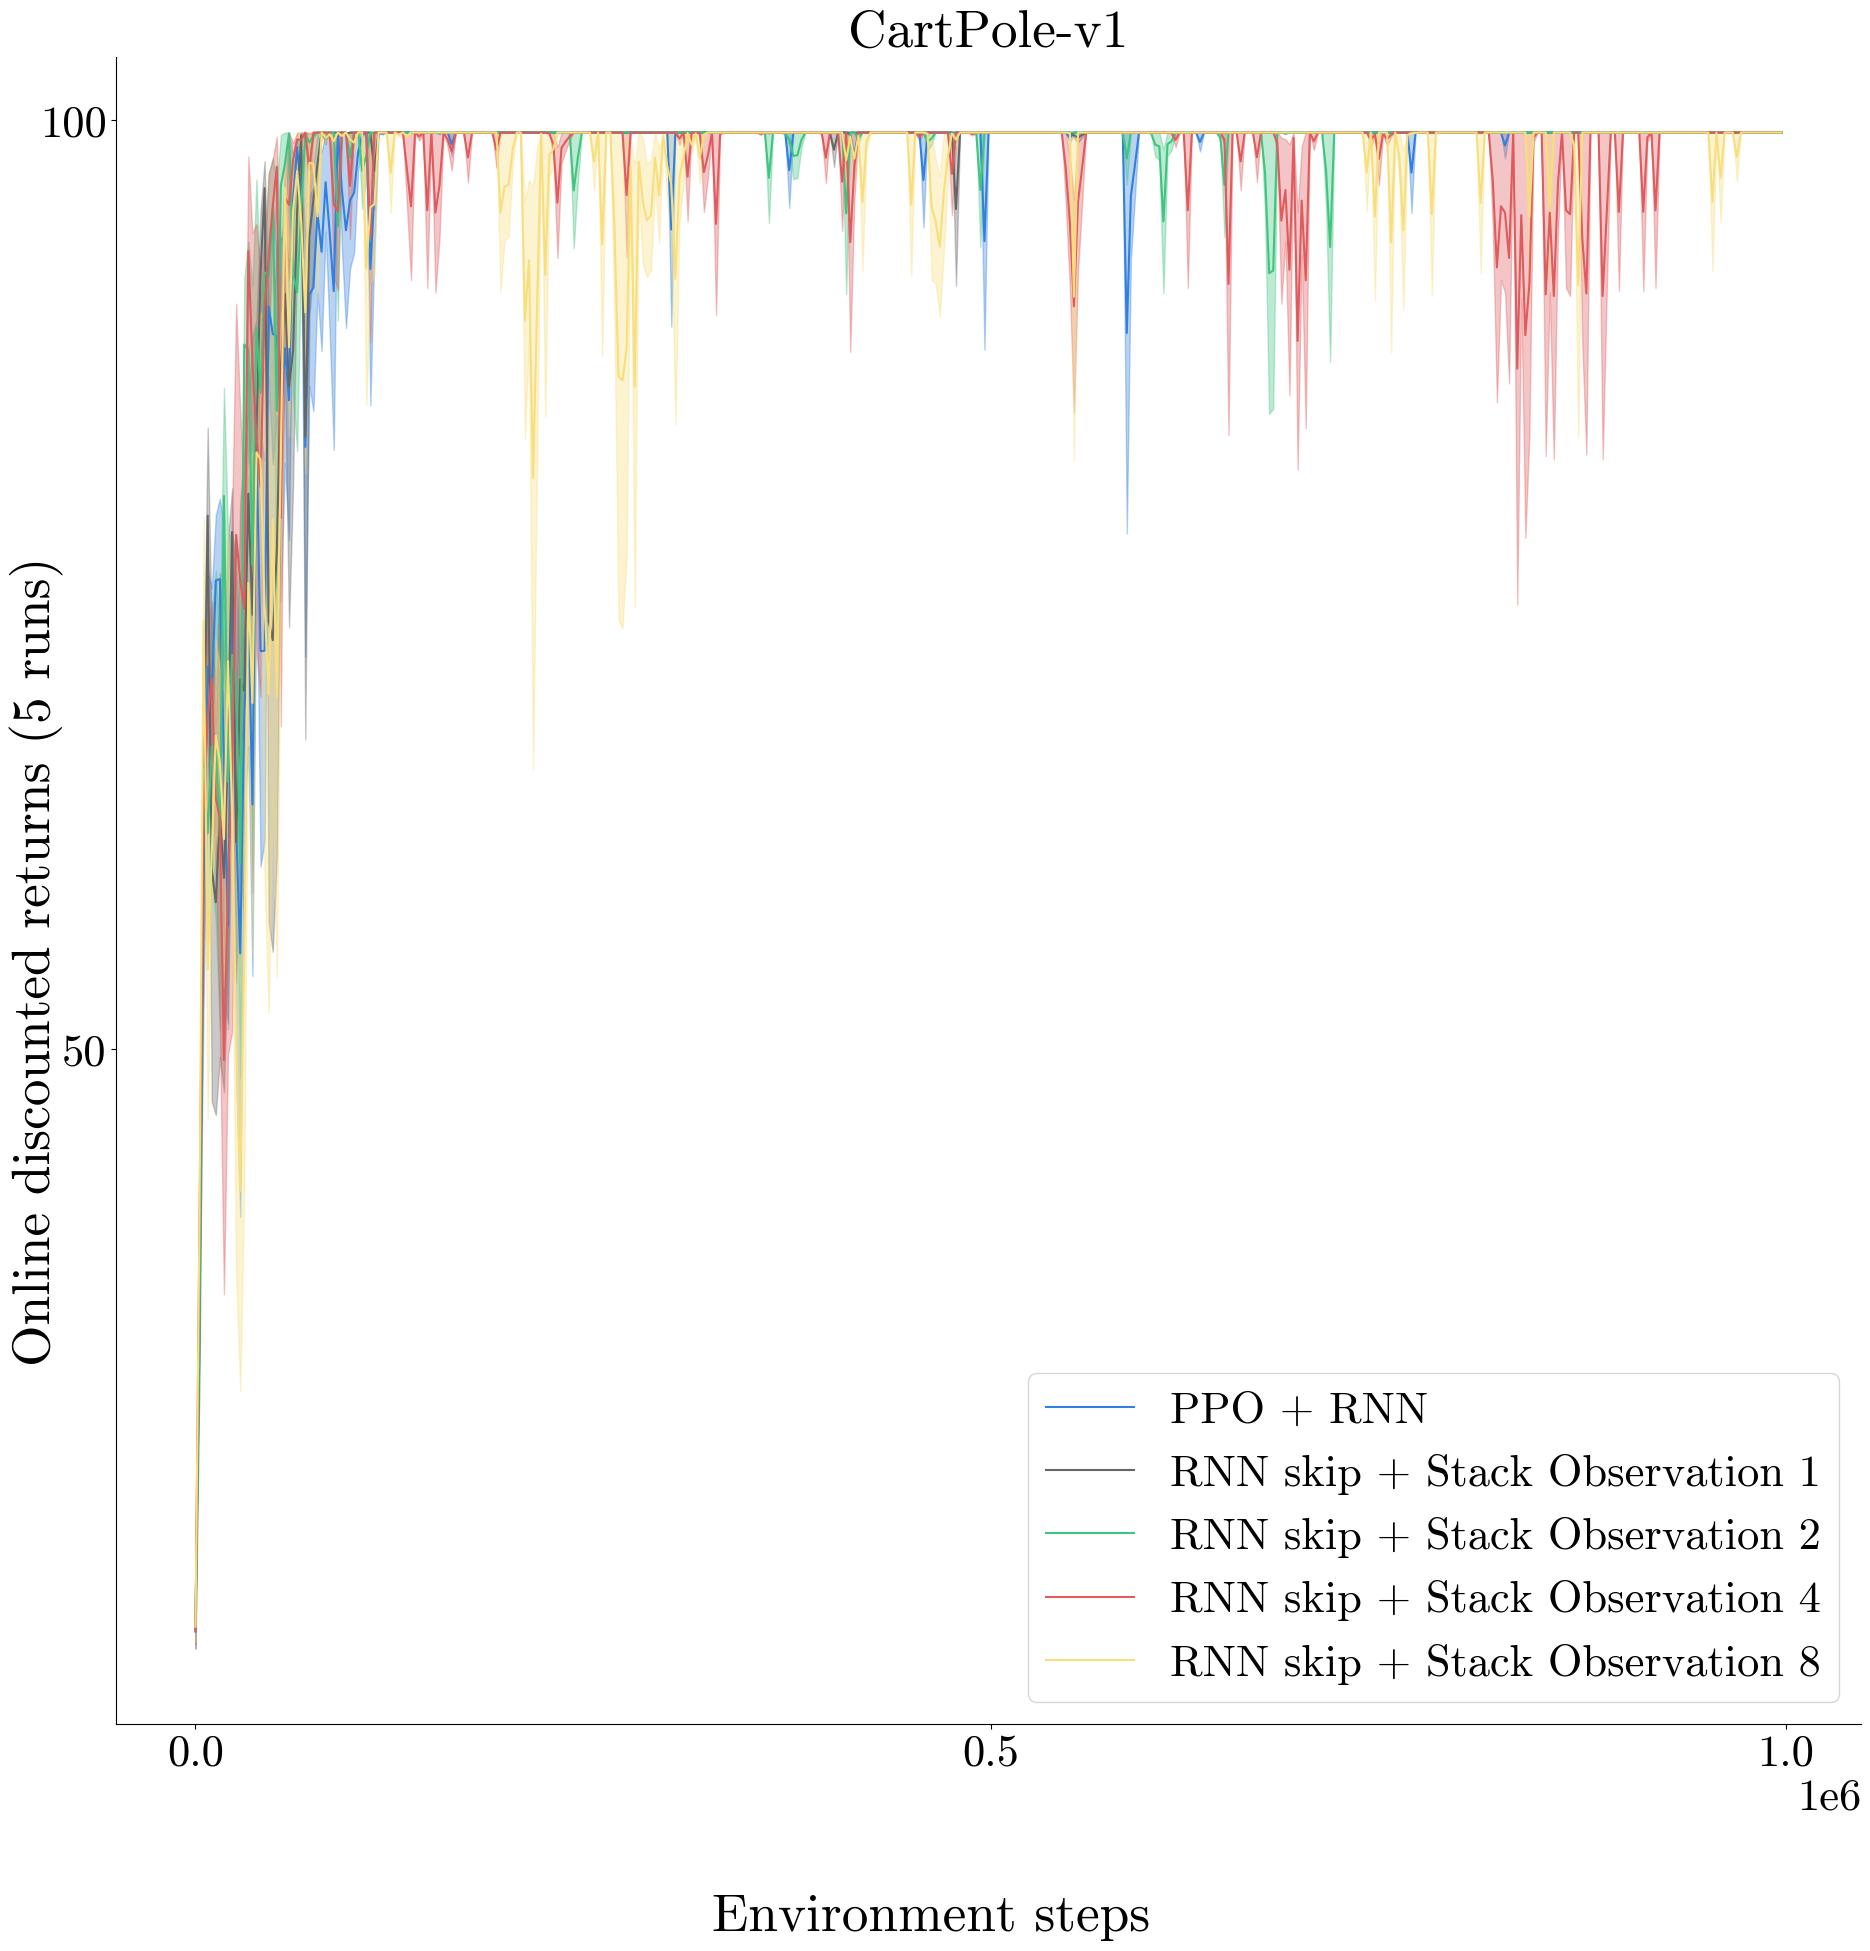 CartPole-v1
100
50
Online discounted returns (5 runs)
PPO + RNN
RNN skip + Stack Observation 1
RNN skip + Stack Observation 2
RNN skip + Stack Observation 4
RNN skip + Stack Observation 8
0.0 0.5 1.0
1e6
Environment steps